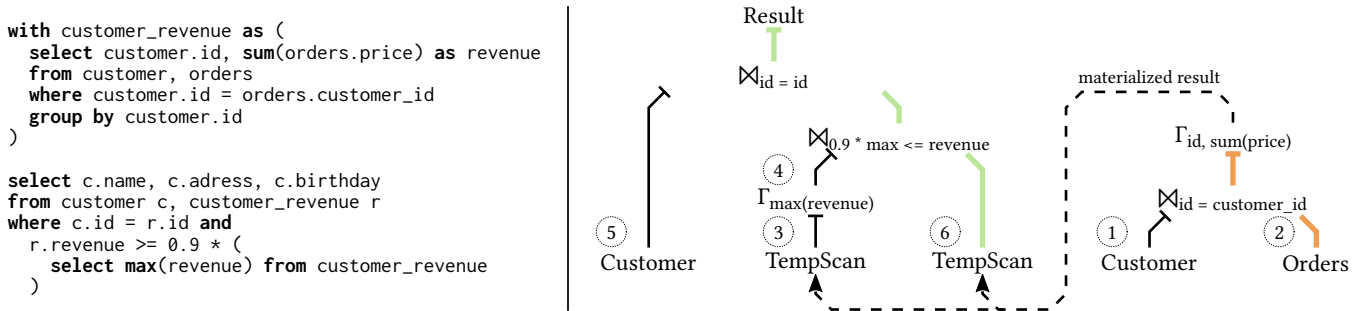 with customer_revenue as (
select customer.id, sum(orders.price) as revenue
from customer, orders
where customer.id = orders.customer_id
group by customer.id
)
select c.name, c.adress, c.birthday
from customer c, customer_revenue r
where c.id = r.id and
r.revenue >= 0.9 * (
select max(revenue) from customer_revenue
)
Result
⋈id = id
materialized result
⋈0.9 * max <= revenue
Γid, sum(price)
4
Γmax(revenue)
⋈id = customer_id
5
3
6
1
2
Customer
TempScan
TempScan
Customer
Orders